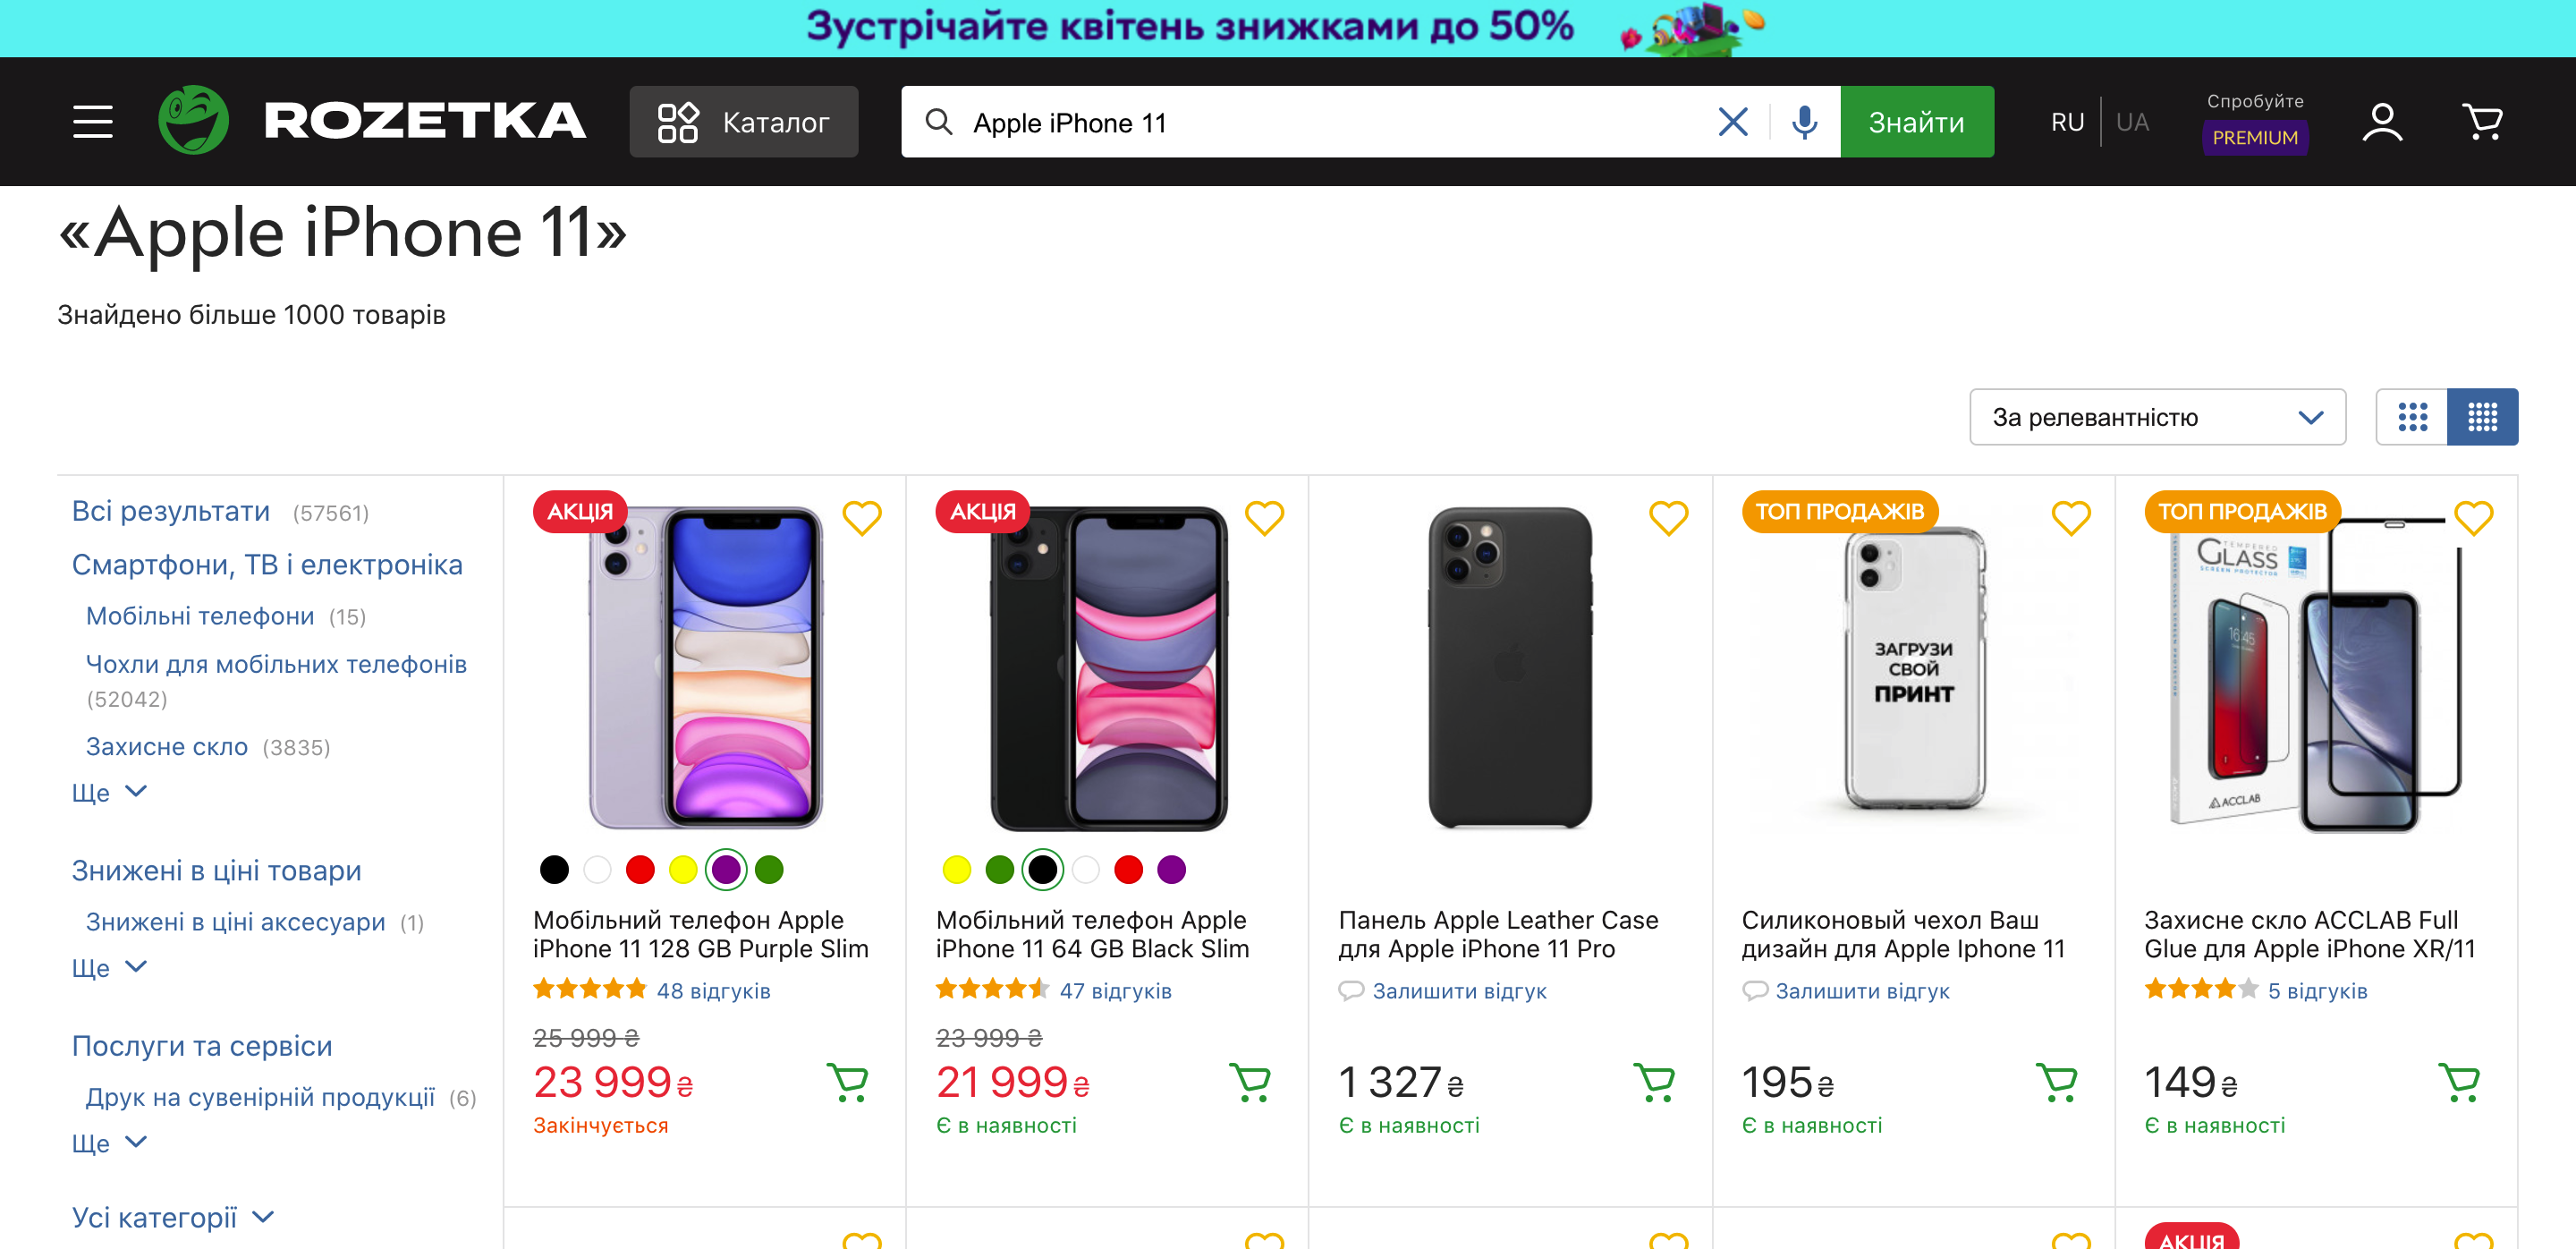 Зустрічайте квітень знижками до 50%
ROZETKA
Каталог
Apple iPhone 11
Знайти
RU
UA
Спробуйте
PREMIUM
«Apple iPhone 11»
Знайдено більше 1000 товарів
За релевантністю
Всі результати (57561)
Смартфони, ТВ і електроніка
Мобільні телефони (15)
Чохли для мобільних телефонів
(52042)
Захисне скло (3835)
Ще
Знижені в ціні товари
Знижені в ціні аксесуари (1)
Ще
Послуги та сервіси
Друк на сувенірній продукції (6)
Ще
Усі категорії
АКЦІЯ
Мобільний телефон Apple
iPhone 11 128 GB Purple Slim
48 відгуків
25 999 ₴
23 999 ₴
Закінчується
АКЦІЯ
Мобільний телефон Apple
iPhone 11 64 GB Black Slim
47 відгуків
23 999 ₴
21 999 ₴
Є в наявності
Панель Apple Leather Case
для Apple iPhone 11 Pro
Залишити відгук
1 327 ₴
Є в наявності
ТОП ПРОДАЖІВ
ЗАГРУЗИ
СВОЙ
ПРИНТ
Силиконовый чехол Ваш
дизайн для Apple Iphone 11
Залишити відгук
195 ₴
Є в наявності
ТОП ПРОДАЖІВ
TEMPERED
GLASS
SCREEN PROTECTOR
16:45
ACCLAB
Захисне скло ACCLAB Full
Glue для Apple iPhone XR/11
5 відгуків
149 ₴
Є в наявності
АКЦІЯ